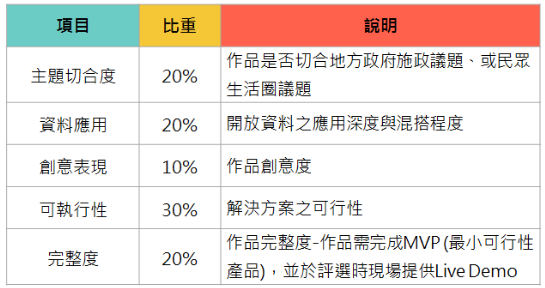 項目 比重 說明
主題切合度 20% 作品是否切合地方政府施政議題、或民眾
生活圈議題
資料應用 20% 開放資料之應用深度與混搭程度
創意表現 10% 作品創意度
可執行性 30% 解決方案之可行性
完整度 20% 作品完整度-作品需完成MVP (最小可行性
產品)，並於評選時現場提供Live Demo